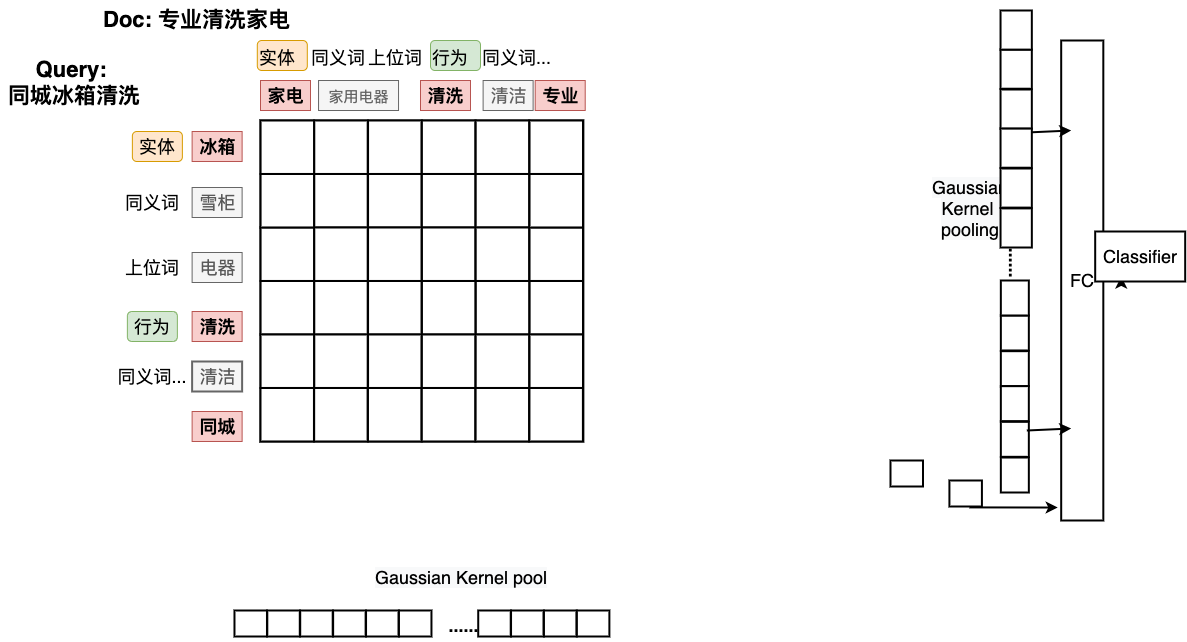 Doc: 专业清洗家电
Query:
同城冰箱清洗
实体 同义词 上位词 行为 同义词...
家电 家用电器 清洗 清洁 专业
实体 冰箱
同义词 雪柜
上位词 电器
行为 清洗
同义词... 清洁
同城
Gaussian
Kernel
pooling
FC
Classifier
Gaussian Kernel pool
......